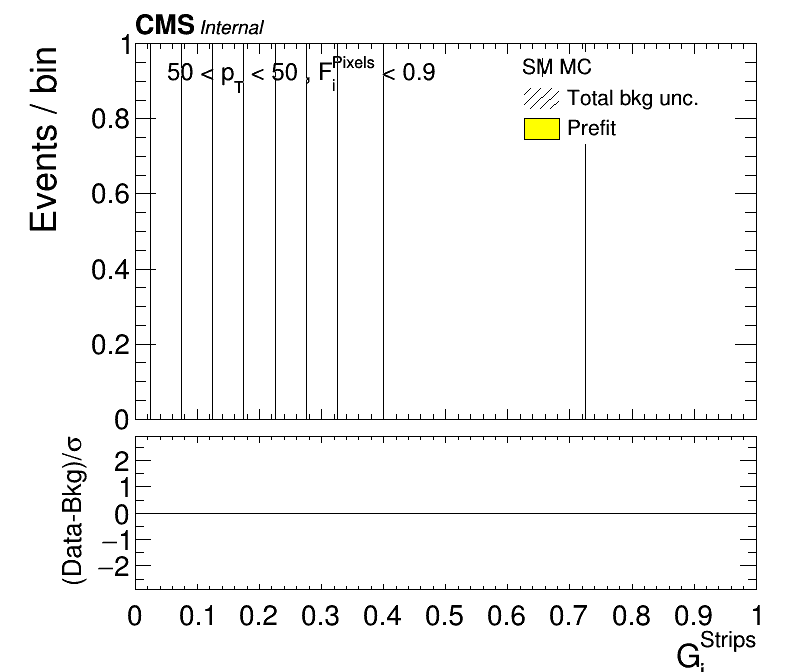 CMS Internal
50 < p_T < 50 , F_i^Pixels < 0.9
SM MC
Total bkg unc.
Prefit
Events / bin
1
0.8
0.6
0.4
0.2
0
(Data-Bkg)/σ
2
1
0
−1
−2
0 0.1 0.2 0.3 0.4 0.5 0.6 0.7 0.8 0.9 1
G_i^Strips